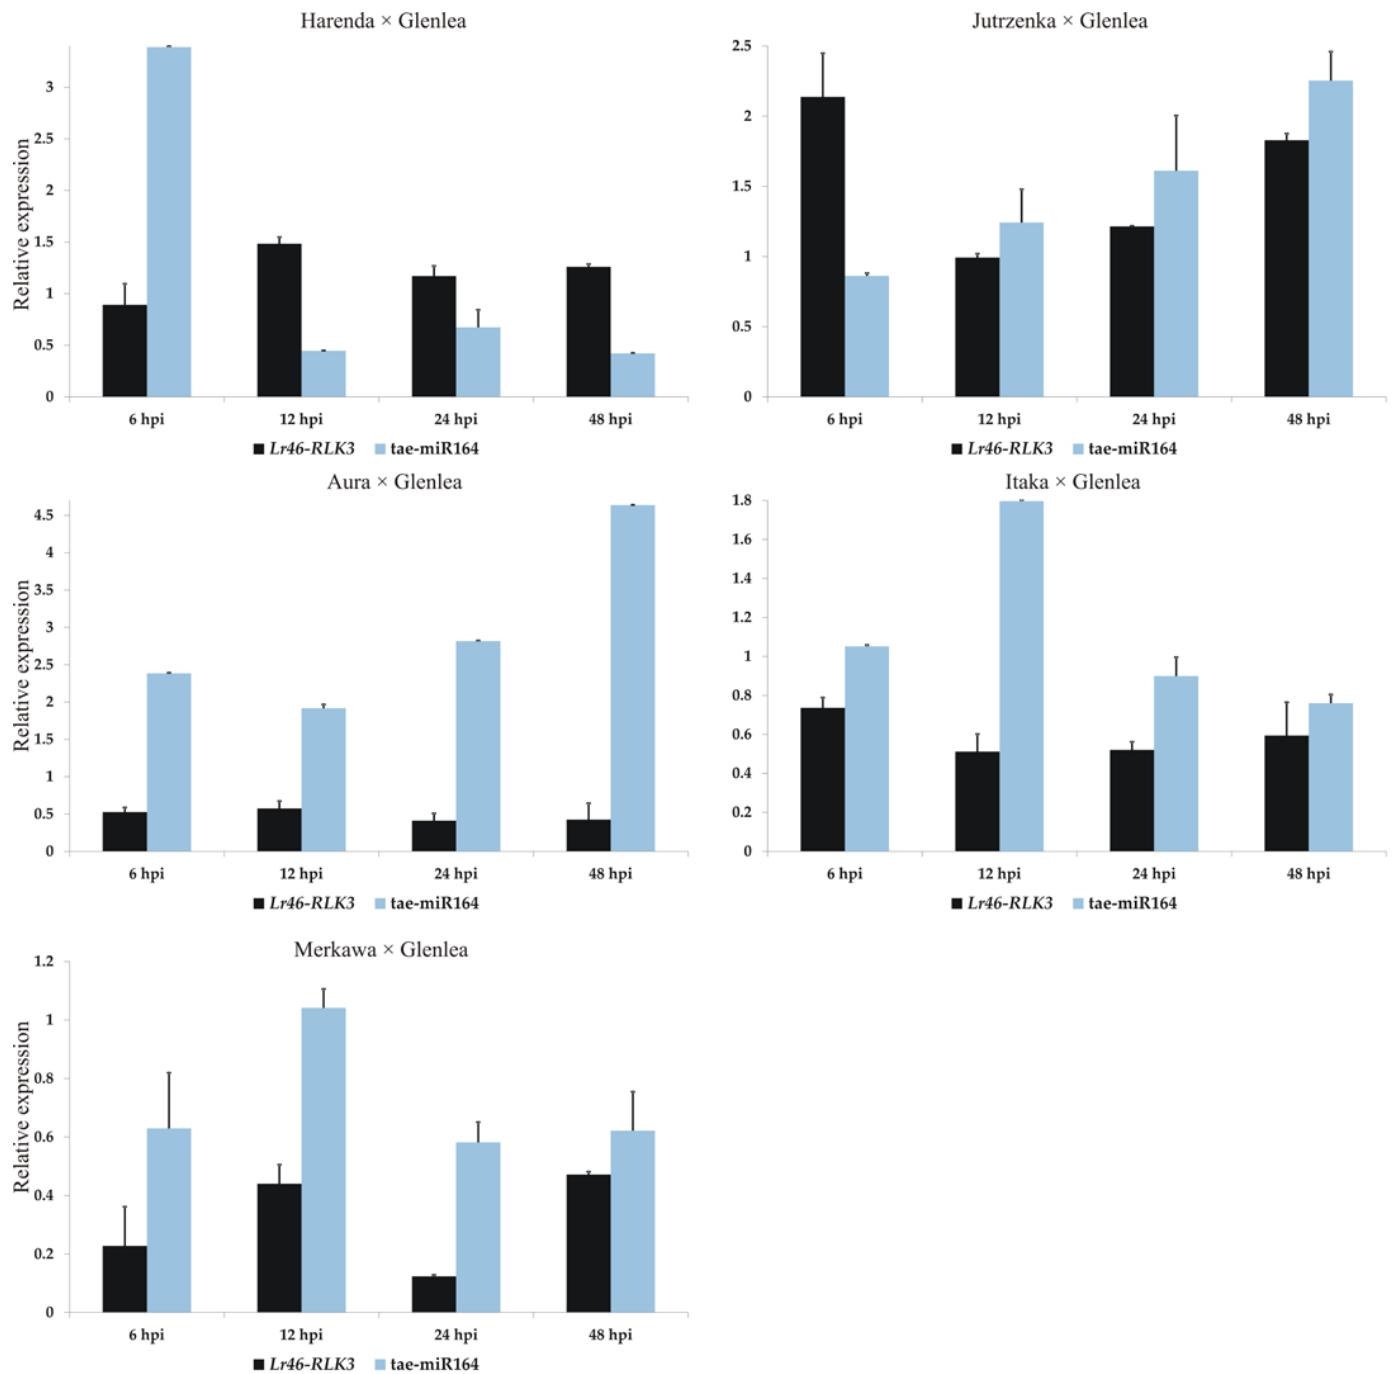 Harenda × Glenlea
Relative expression
3
2.5
2
1.5
1
0.5
0
6 hpi 12 hpi 24 hpi 48 hpi
Lr46-RLK3 tae-miR164
Jutrzenka × Glenlea
2.5
2
1.5
1
0.5
0
6 hpi 12 hpi 24 hpi 48 hpi
Lr46-RLK3 tae-miR164
Aura × Glenlea
Relative expression
4.5
4
3.5
3
2.5
2
1.5
1
0.5
0
6 hpi 12 hpi 24 hpi 48 hpi
Lr46-RLK3 tae-miR164
Itaka × Glenlea
1.8
1.6
1.4
1.2
1
0.8
0.6
0.4
0.2
0
6 hpi 12 hpi 24 hpi 48 hpi
Lr46-RLK3 tae-miR164
Merkawa × Glenlea
Relative expression
1.2
1
0.8
0.6
0.4
0.2
0
6 hpi 12 hpi 24 hpi 48 hpi
Lr46-RLK3 tae-miR164